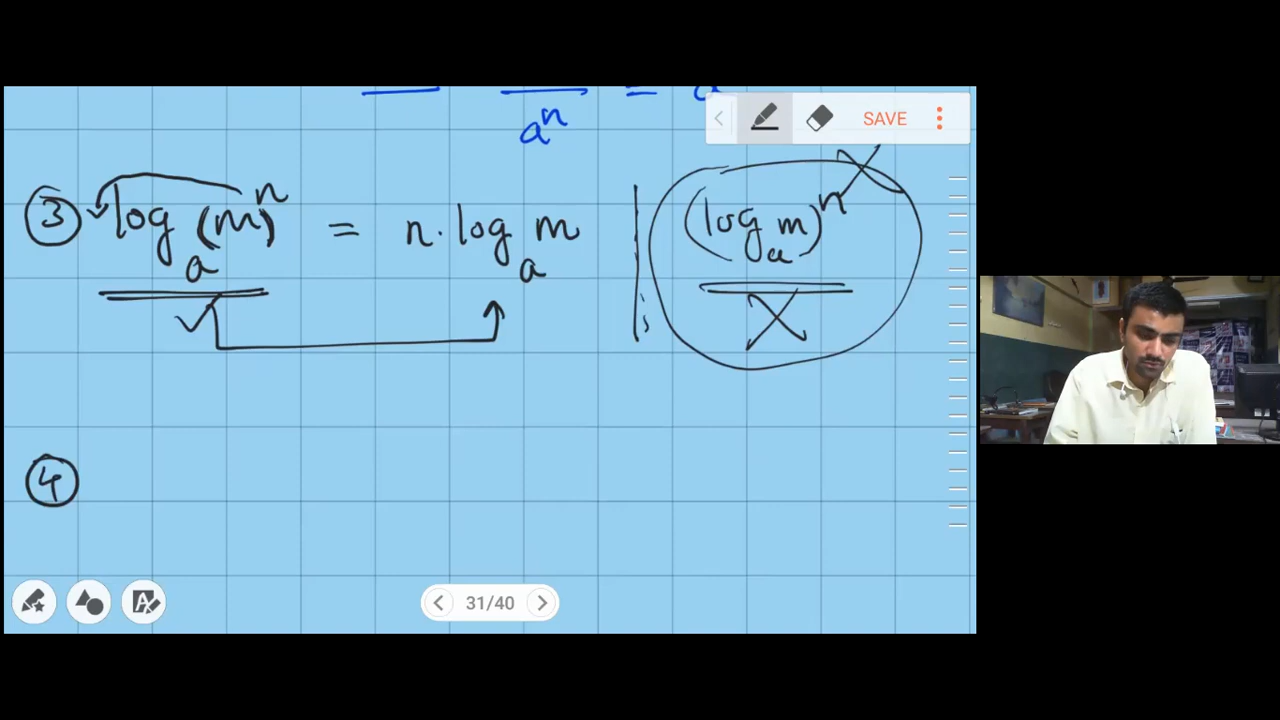 aⁿ = a
SAVE
③ logₐ(m)ⁿ = n. logₐ m | (logₐ m)ⁿ
④
31/40